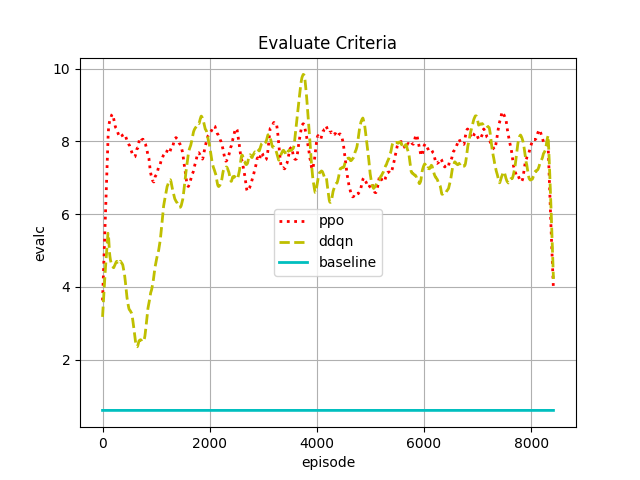 Evaluate Criteria
10
8
6
4
2
evalc
ppo
ddqn
baseline
0 2000 4000 6000 8000
episode